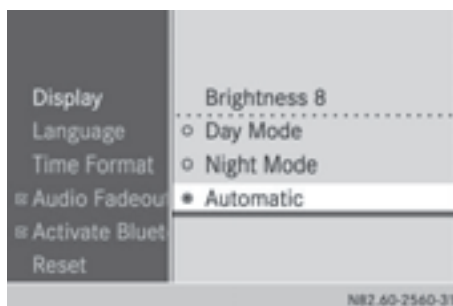 Display
Language
Time Format
Audio Fadeou
Activate Bluet
Reset
Brightness 8
Day Mode
Night Mode
Automatic
N82.60-2560-31